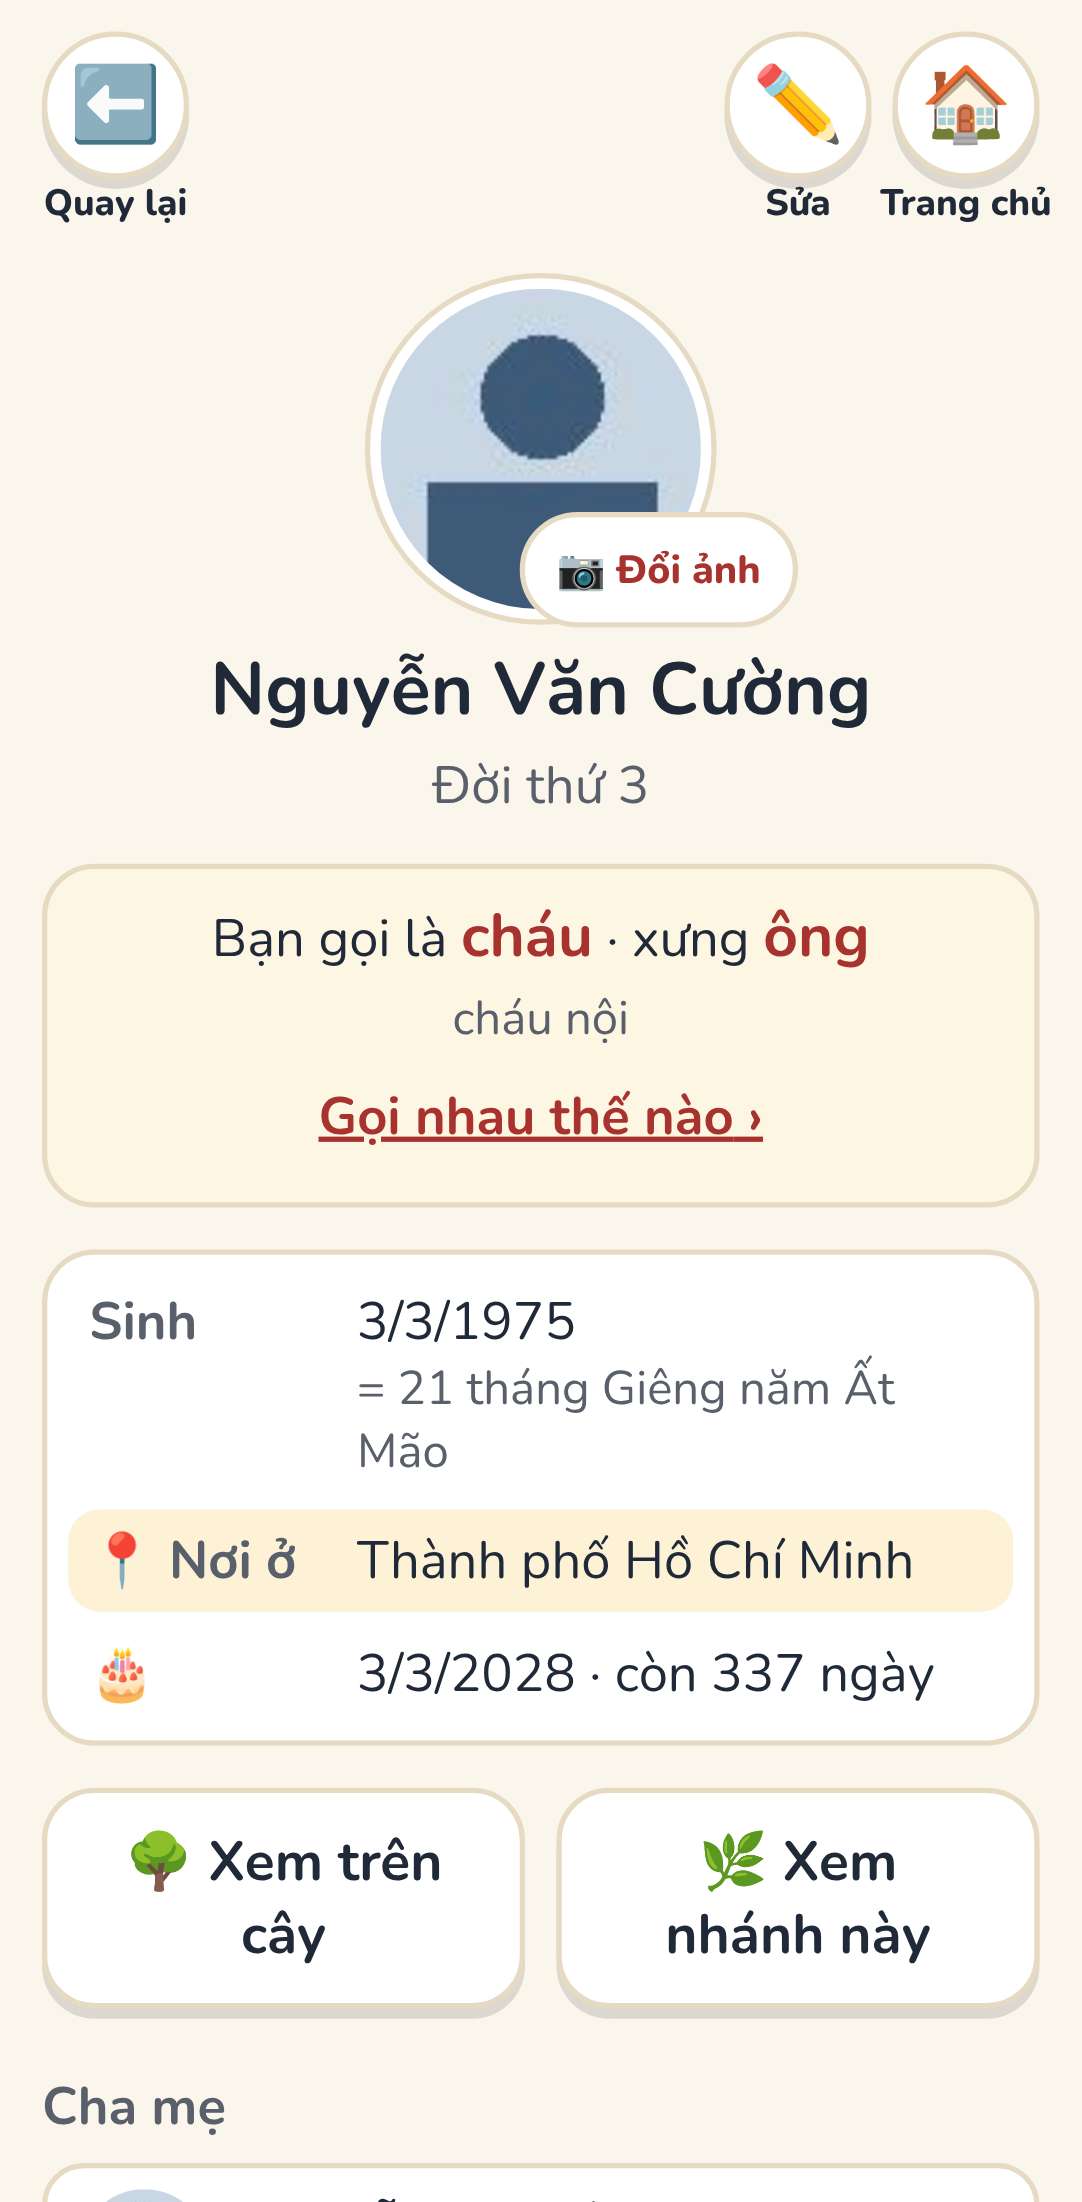 Quay lại
Sửa
Trang chủ
Đổi ảnh
Nguyễn Văn Cường
Đời thứ 3
Bạn gọi là cháu · xưng ông
cháu nội
Gọi nhau thế nào ›
Sinh
3/3/1975
= 21 tháng Giêng năm Ất
Mão
Nơi ở
Thành phố Hồ Chí Minh
3/3/2028 · còn 337 ngày
Xem trên
cây
Xem
nhánh này
Cha mẹ